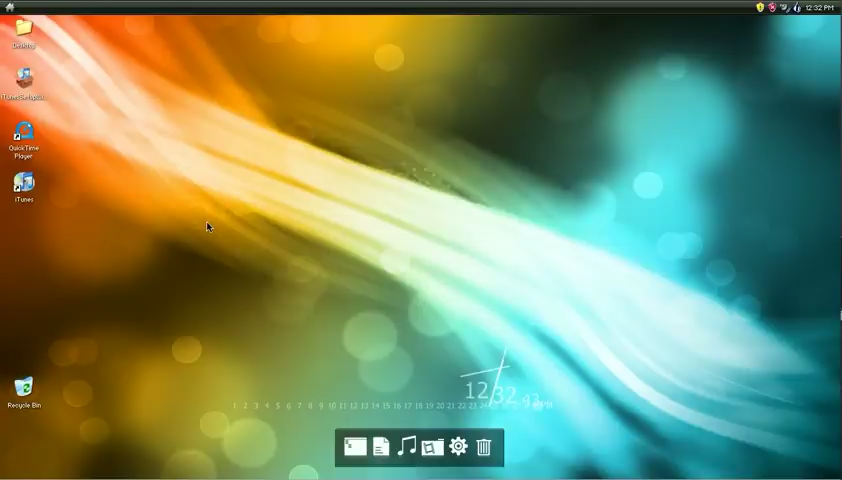 12:32 PM
Desktop
QuickTime
Player
iTunes
12 32
1 2 3 4 5 6 7 8 9 10 11 12 13 14 15 16 17 18 19 20 21 22 23
Recycle Bin